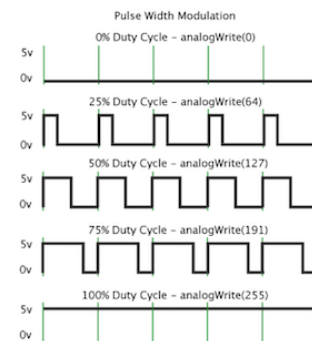 Pulse Width Modulation
0% Duty Cycle – analogWrite(0)
5v
0v
25% Duty Cycle – analogWrite(64)
5v
0v
50% Duty Cycle – analogWrite(127)
5v
0v
75% Duty Cycle – analogWrite(191)
5v
0v
100% Duty Cycle – analogWrite(255)
5v
0v